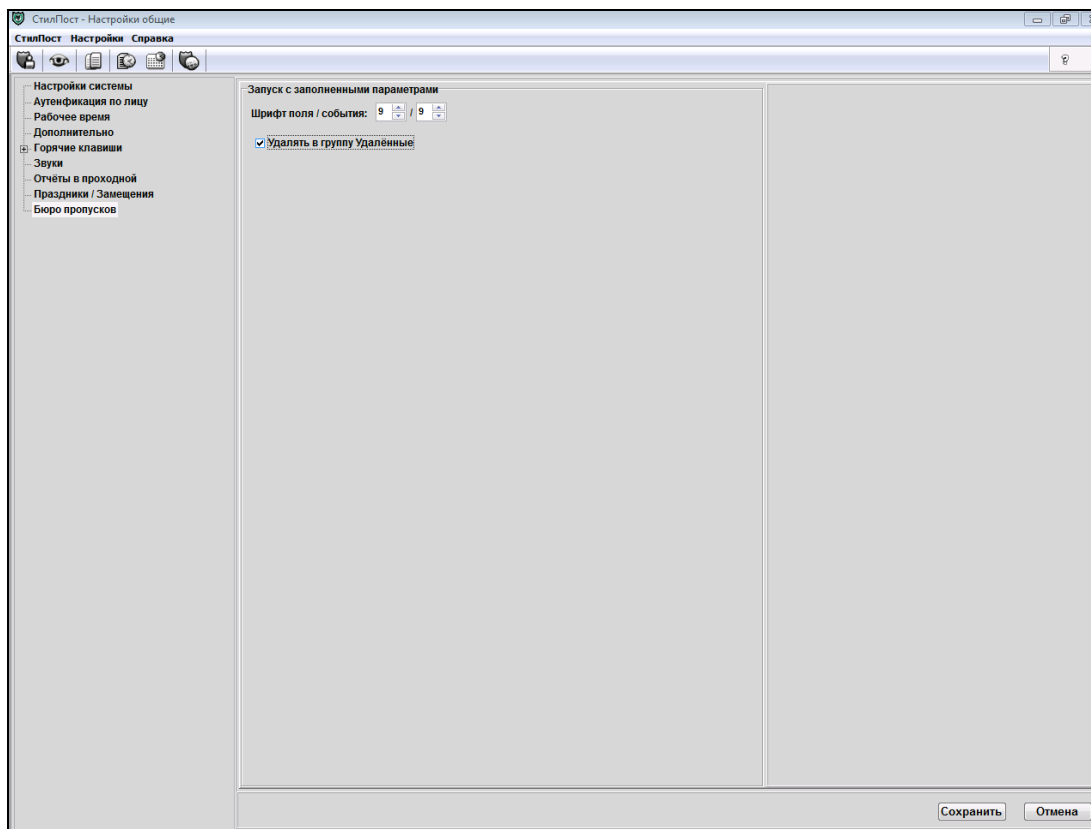 СтилПост - Настройки общие
СтилПост Настройки Справка
Настройки системы
Аутенфикация по лицу
Рабочее время
Дополнительно
Горячие клавиши
Звуки
Отчёты в проходной
Праздники / Замещения
Бюро пропусков
Запуск с заполненными параметрами
Шрифт поля / события: 9 / 9
Удалять в группу Удалённые
Сохранить Отмена